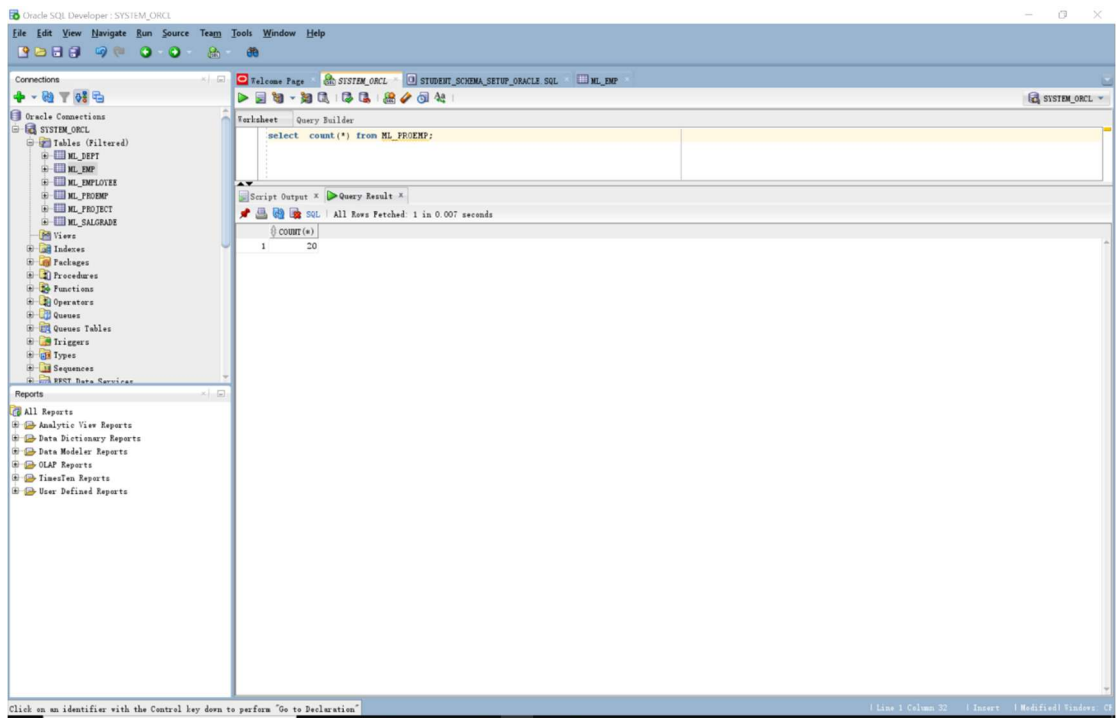 Oracle SQL Developer : SYSTEM_ORCL
File Edit View Navigate Run Source Team Tools Window Help
Connections
Oracle Connections
SYSTEM_ORCL
Tables (Filtered)
ML_DEPT
ML_EMP
ML_EMPLOYEE
ML_PROEMP
ML_PROJECT
ML_SALGRADE
Views
Indexes
Packages
Procedures
Functions
Operators
Queues
Queues Tables
Triggers
Types
Sequences
REST Data Services
Reports
All Reports
Analytic View Reports
Data Dictionary Reports
Data Modeler Reports
OLAP Reports
TimesTen Reports
User Defined Reports
Welcome Page SYSTEM_ORCL STUDENT_SCHEMA_SETUP_ORACLE.SQL ML_EMP
SYSTEM_ORCL
Worksheet Query Builder
select count(*) from ML_PROEMP;
Script Output × Query Result ×
SQL | All Rows Fetched: 1 in 0.007 seconds
COUNT(*)
1 20
Click on an identifier with the Control key down to perform "Go to Declaration"
| Line 1 Column 32 | Insert | Modified| Windows: CR